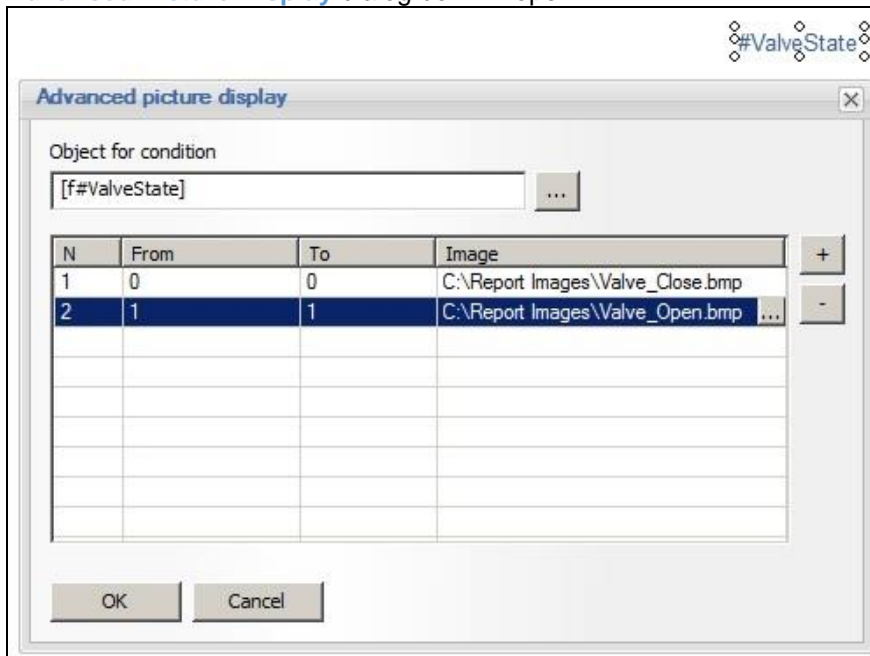 #ValveState
Advanced picture display
Object for condition
[f#ValveState] ...
N From To Image +
1 0 0 C:\Report Images\Valve_Close.bmp
2 1 1 C:\Report Images\Valve_Open.bmp ... -
OK Cancel